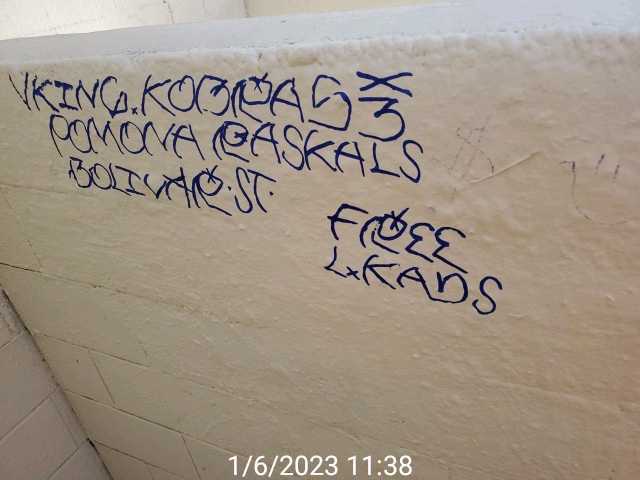 VKING.KOBRAS X3
POMONA RASKALS
BOLIVAR.ST.
FREE
L.KADS
1/6/2023 11:38